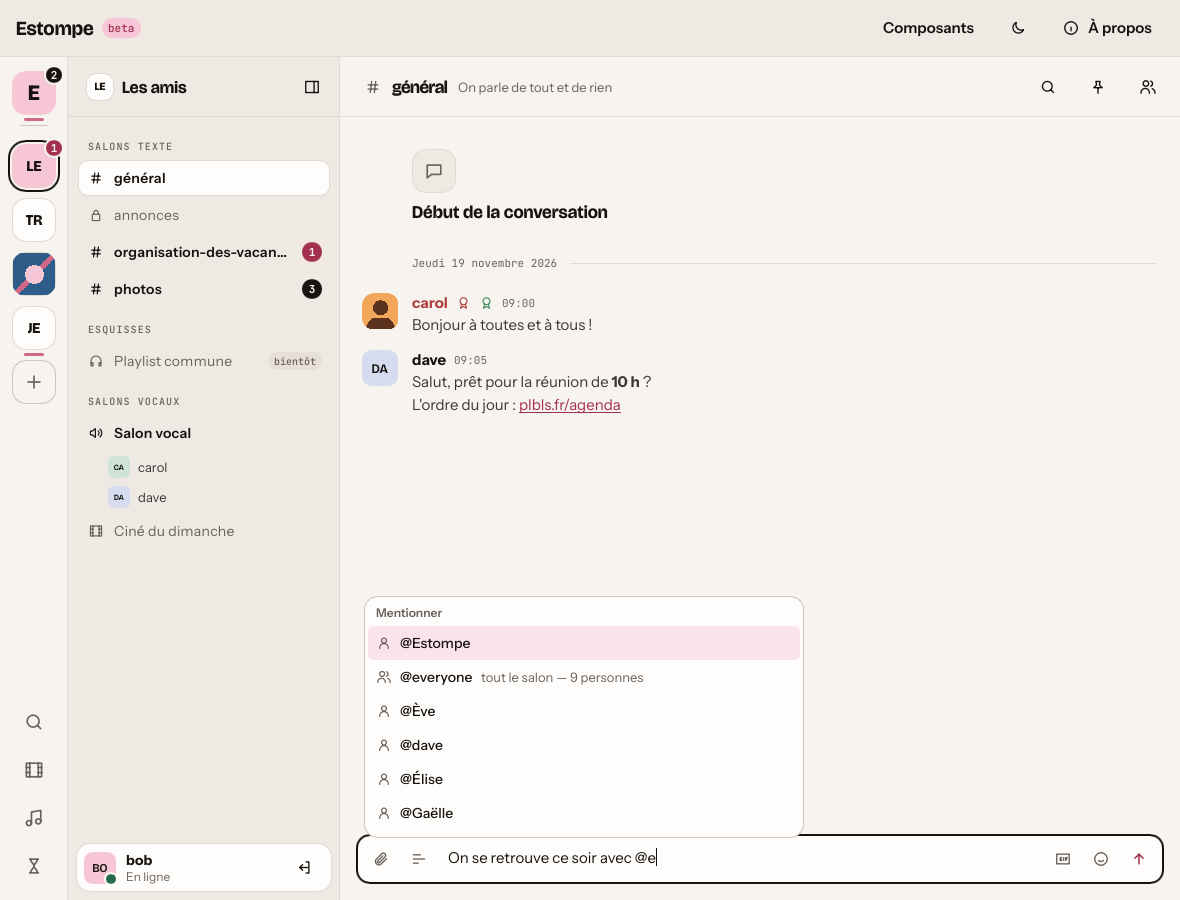 Estompe beta
Composants
À propos
E
2
LE
1
TR
JE
LE Les amis
SALONS TEXTE
# général
annonces
# organisation-des-vacan… 1
# photos 3
ESQUISSES
Playlist commune bientôt
SALONS VOCAUX
Salon vocal
CA carol
DA dave
Ciné du dimanche
BO bob
En ligne
# général On parle de tout et de rien
Début de la conversation
Jeudi 19 novembre 2026
carol 09:00
Bonjour à toutes et à tous !
DA dave 09:05
Salut, prêt pour la réunion de 10 h ?
L'ordre du jour : plbls.fr/agenda
Mentionner
@Estompe
@everyone tout le salon — 9 personnes
@Ève
@dave
@Élise
@Gaëlle
On se retrouve ce soir avec @e
GIF